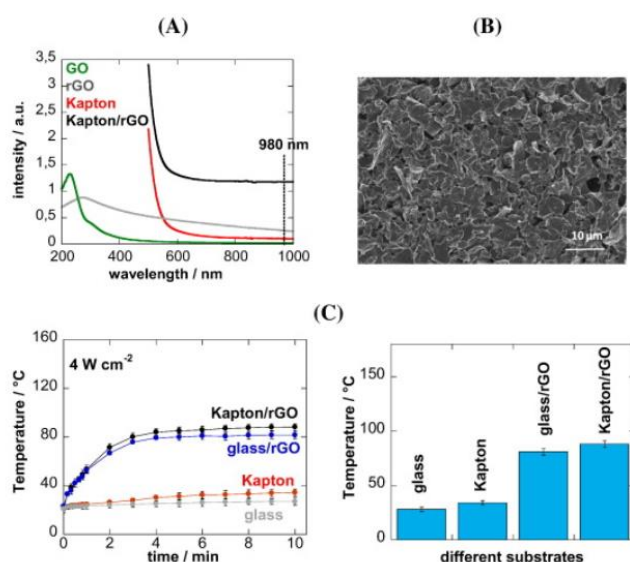 (A)
(B)
GO
rGO
Kapton
Kapton/rGO
980 nm
3,5
3
2,5
2
1,5
1
0,5
0
200 400 600 800 1000
intensity / a.u.
wavelength / nm
10 µm
(C)
4 W cm-2
160
120
80
40
0
0 2 4 6 8 10
Temperature / °C
time / min
Kapton/rGO
glass/rGO
Kapton
glass
150
100
50
0
Temperature / °C
glass
Kapton
glass/rGO
Kapton/rGO
different substrates